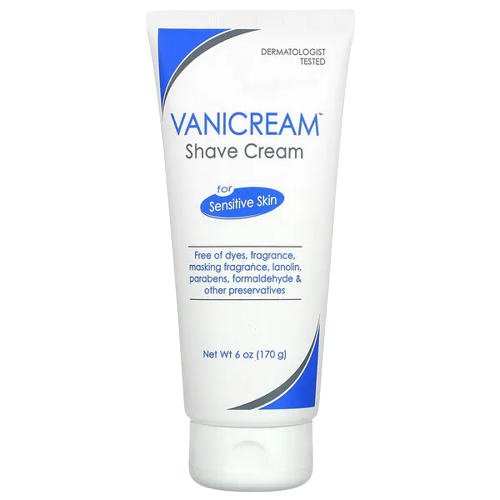 DERMATOLOGIST
TESTED
VANICREAM™
Shave Cream
for
Sensitive Skin
Free of dyes, fragrance,
masking fragrance, lanolin,
parabens, formaldehyde &
other preservatives
Net Wt 6 oz (170 g)